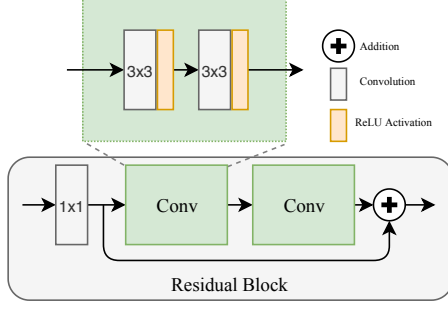 3x3
3x3
Addition
Convolution
ReLU Activation
1x1
Conv
Conv
Residual Block